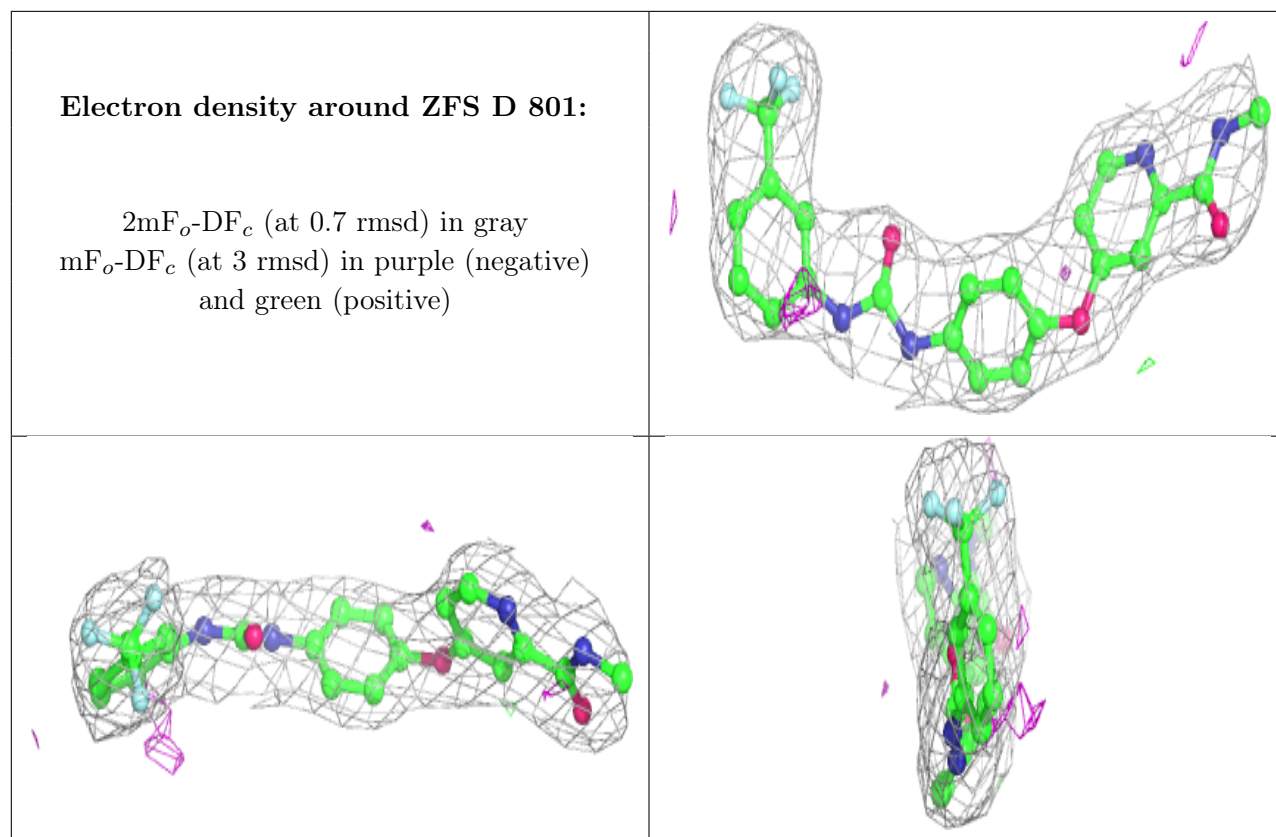 Electron density around ZFS D 801:
2mFo-DFc (at 0.7 rmsd) in gray
mFo-DFc (at 3 rmsd) in purple (negative)
and green (positive)